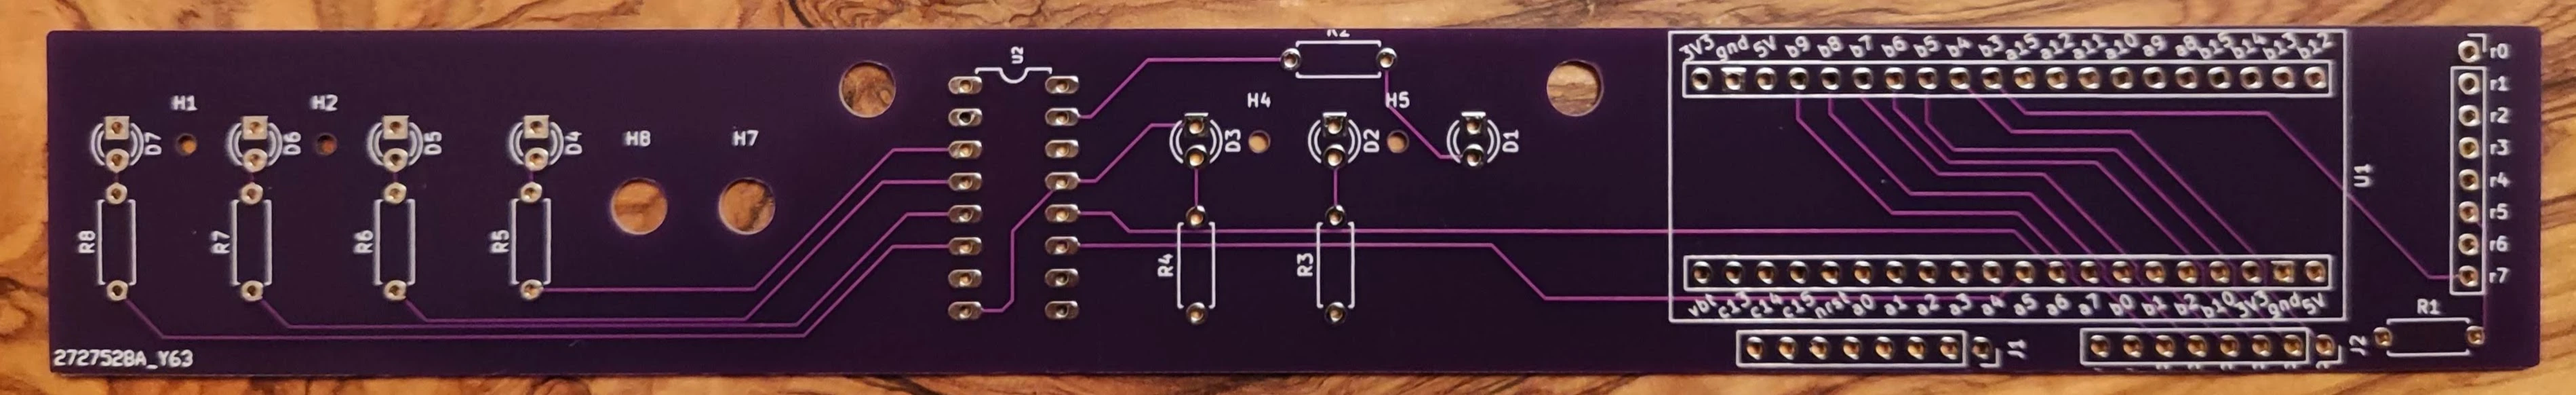 U2
R2
3V3 gnd 5V b9 b8 b7 b6 b5 b4 b3 a15 a12 a11 a10 a9 a8 b15 b14 b13 b12
r0
r1
r2
r3
r4
r5
r6
r7
H1
H2
H4
H5
D7
D6
D5
D4
H8
H7
D3
D2
D1
U1
R8
R7
R6
R5
R4
R3
vbt c13 c14 c15 nrst a0 a1 a2 a3 a4 a5 a6 a7 b0 b1 b2 b10 3V3 gnd 5V
R1
J1
J2
2727528A_Y63